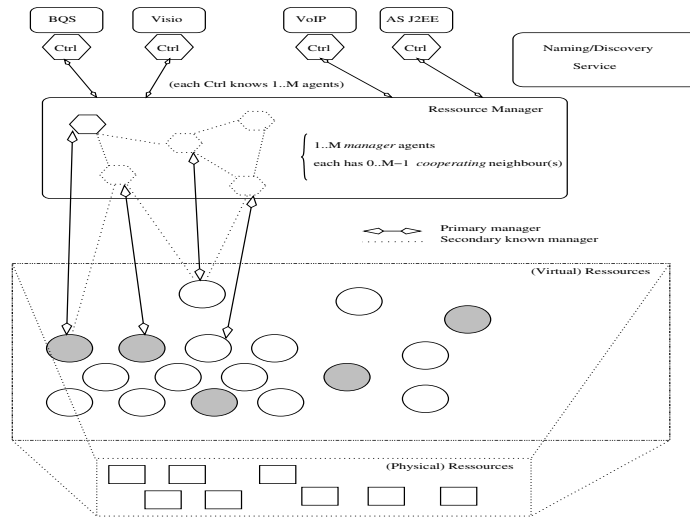 BQS
Visio
VoIP
AS J2EE
Ctrl
Ctrl
Ctrl
Ctrl
Naming/Discovery
Service
(each Ctrl knows 1..M agents)
Ressource Manager
1..M manager agents
each has 0..M−1 cooperating neighbour(s)
Primary manager
Secondary known manager
(Virtual) Ressources
(Physical) Ressources